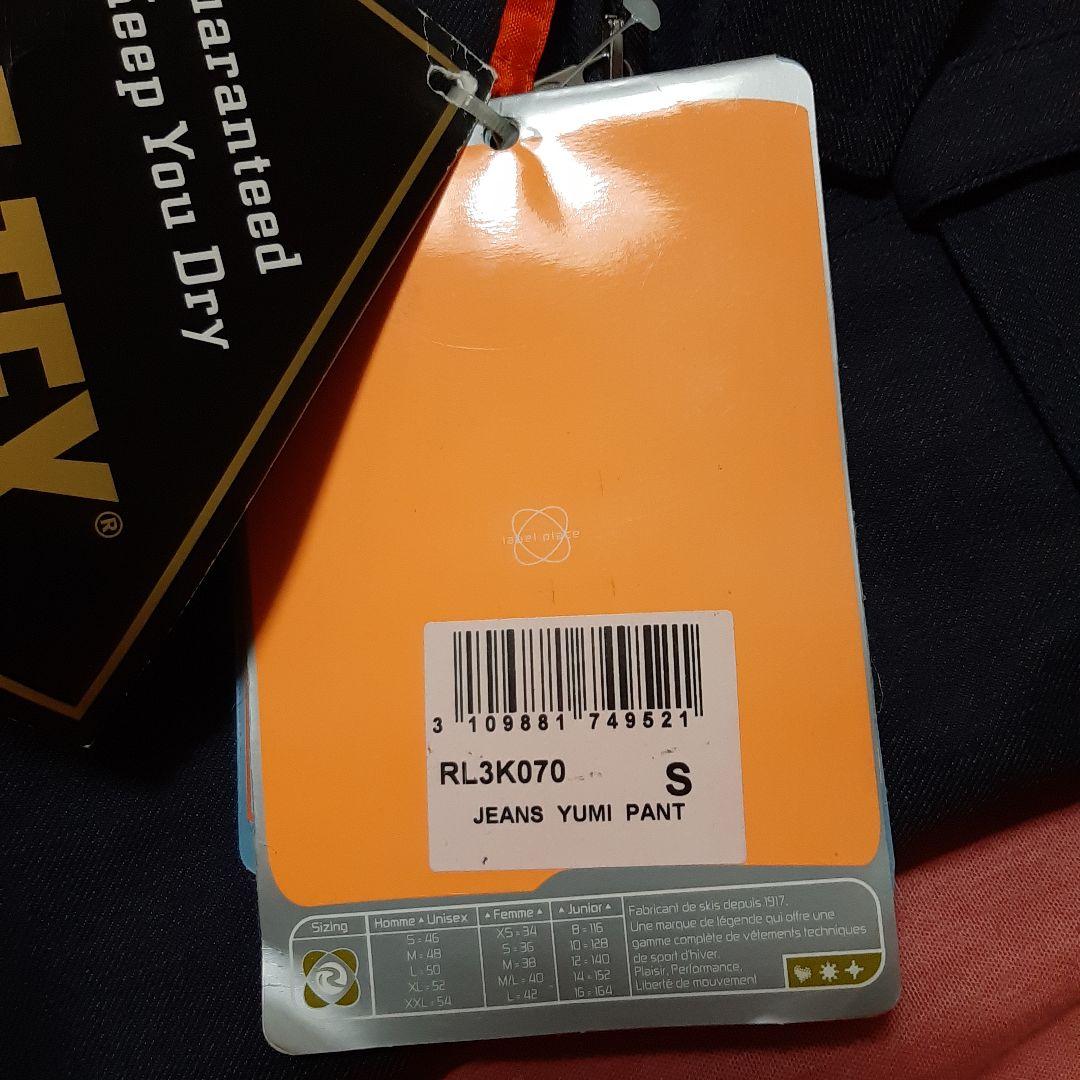 uaranteed
Keep You Dry
-TEX®
label place
3 109881 749521
RL3K070
S
JEANS YUMI PANT
Sizing
Homme ▲ Unisex
S = 46
M = 48
L = 50
XL = 52
XXL = 54
▲ Femme ▲
XS = 34
S = 36
M = 38
M/L = 40
L = 42
▲ Junior ▲
8 = 116
10 = 128
12 = 140
14 = 152
16 = 164
Fabricant de skis depuis 1917.
Une marque de légende qui offre une
gamme complète de vêtements techniques
de sport d'hiver.
Plaisir, Performance,
Liberté de mouvement